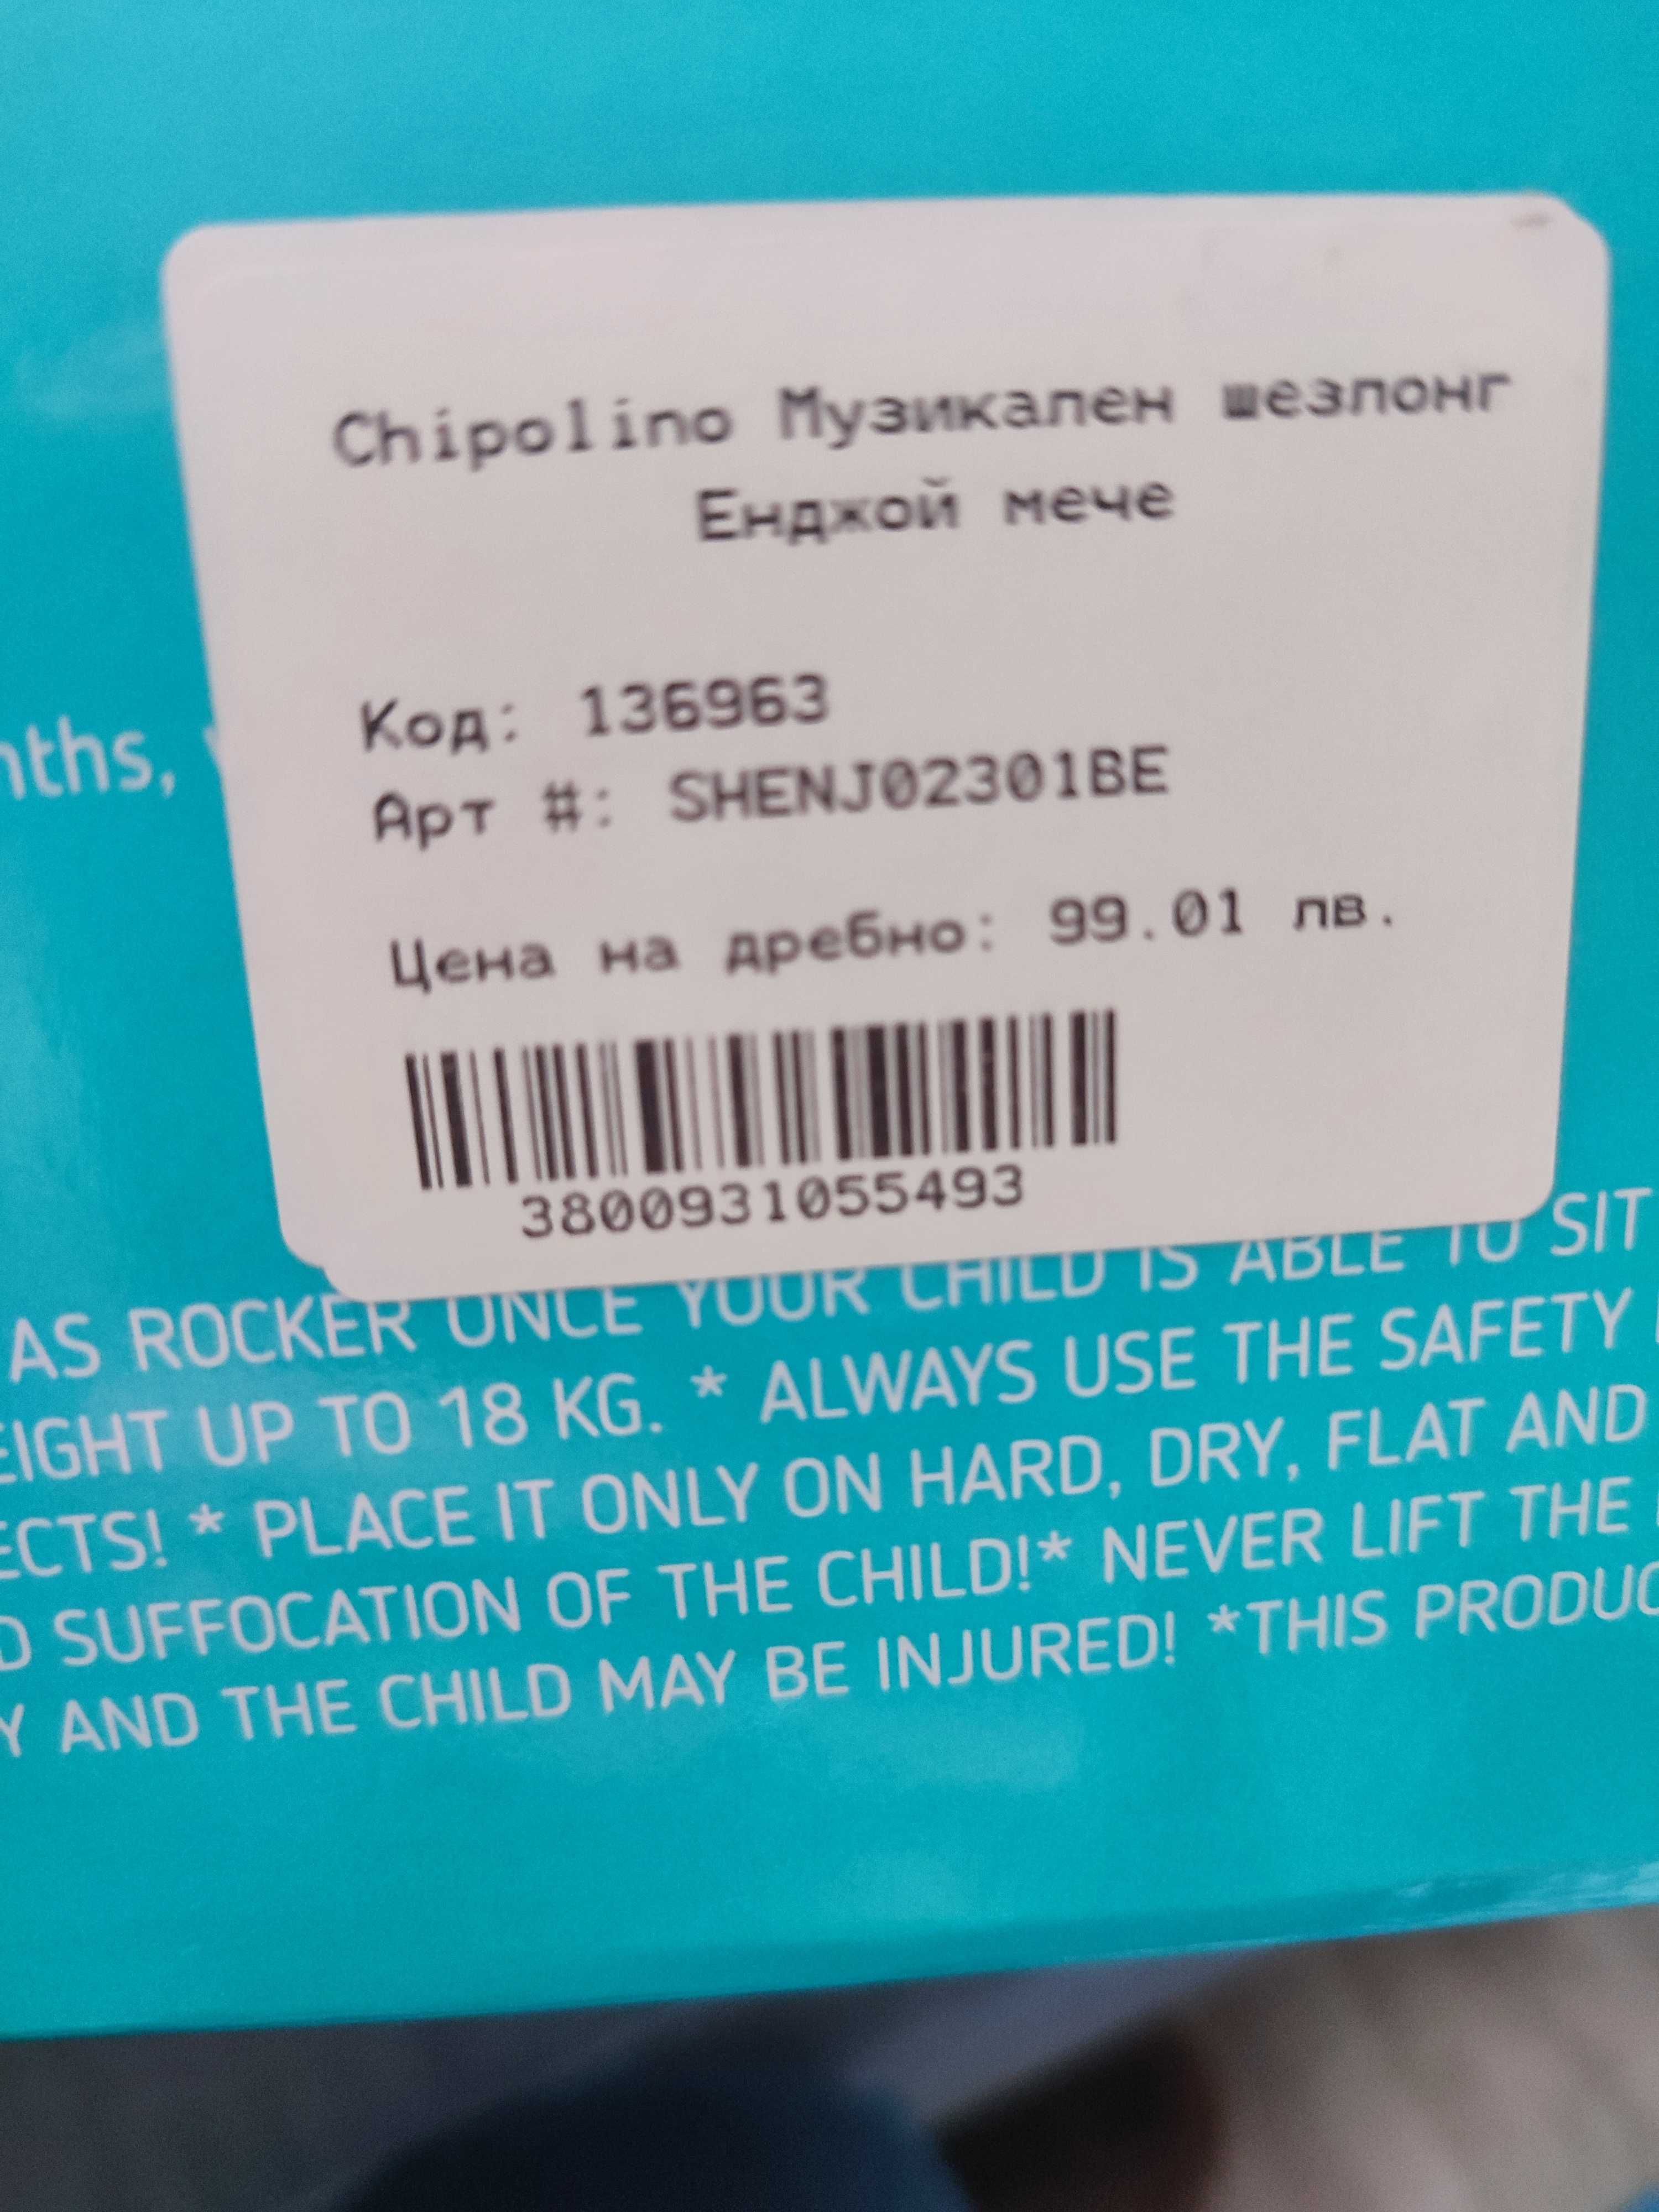 Chipolino Музикален шезлонг
Енджой мече
Код: 136963
Арт #: SHENJ02301BE
Цена на дребно: 99.01 лв.
3800931055493
nths,
AS ROCKER ONCE YOUR CHILD IS ABLE TO SIT
EIGHT UP TO 18 KG. * ALWAYS USE THE SAFETY
ECTS! * PLACE IT ONLY ON HARD, DRY, FLAT AND
D SUFFOCATION OF THE CHILD!* NEVER LIFT THE
Y AND THE CHILD MAY BE INJURED! *THIS PRODUC